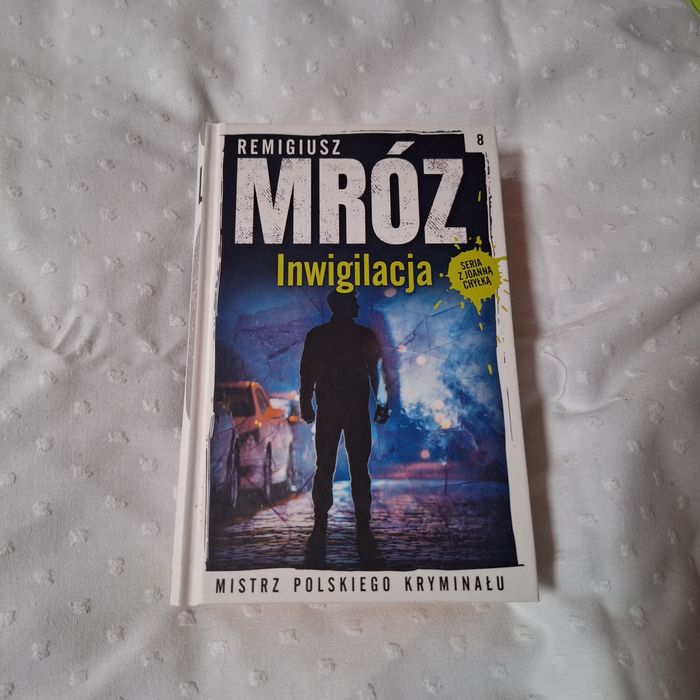 REMIGIUSZ
8
MRÓZ
Inwigilacja
SERIA
Z JOANNĄ
CHYŁKĄ
MISTRZ POLSKIEGO KRYMINAŁU